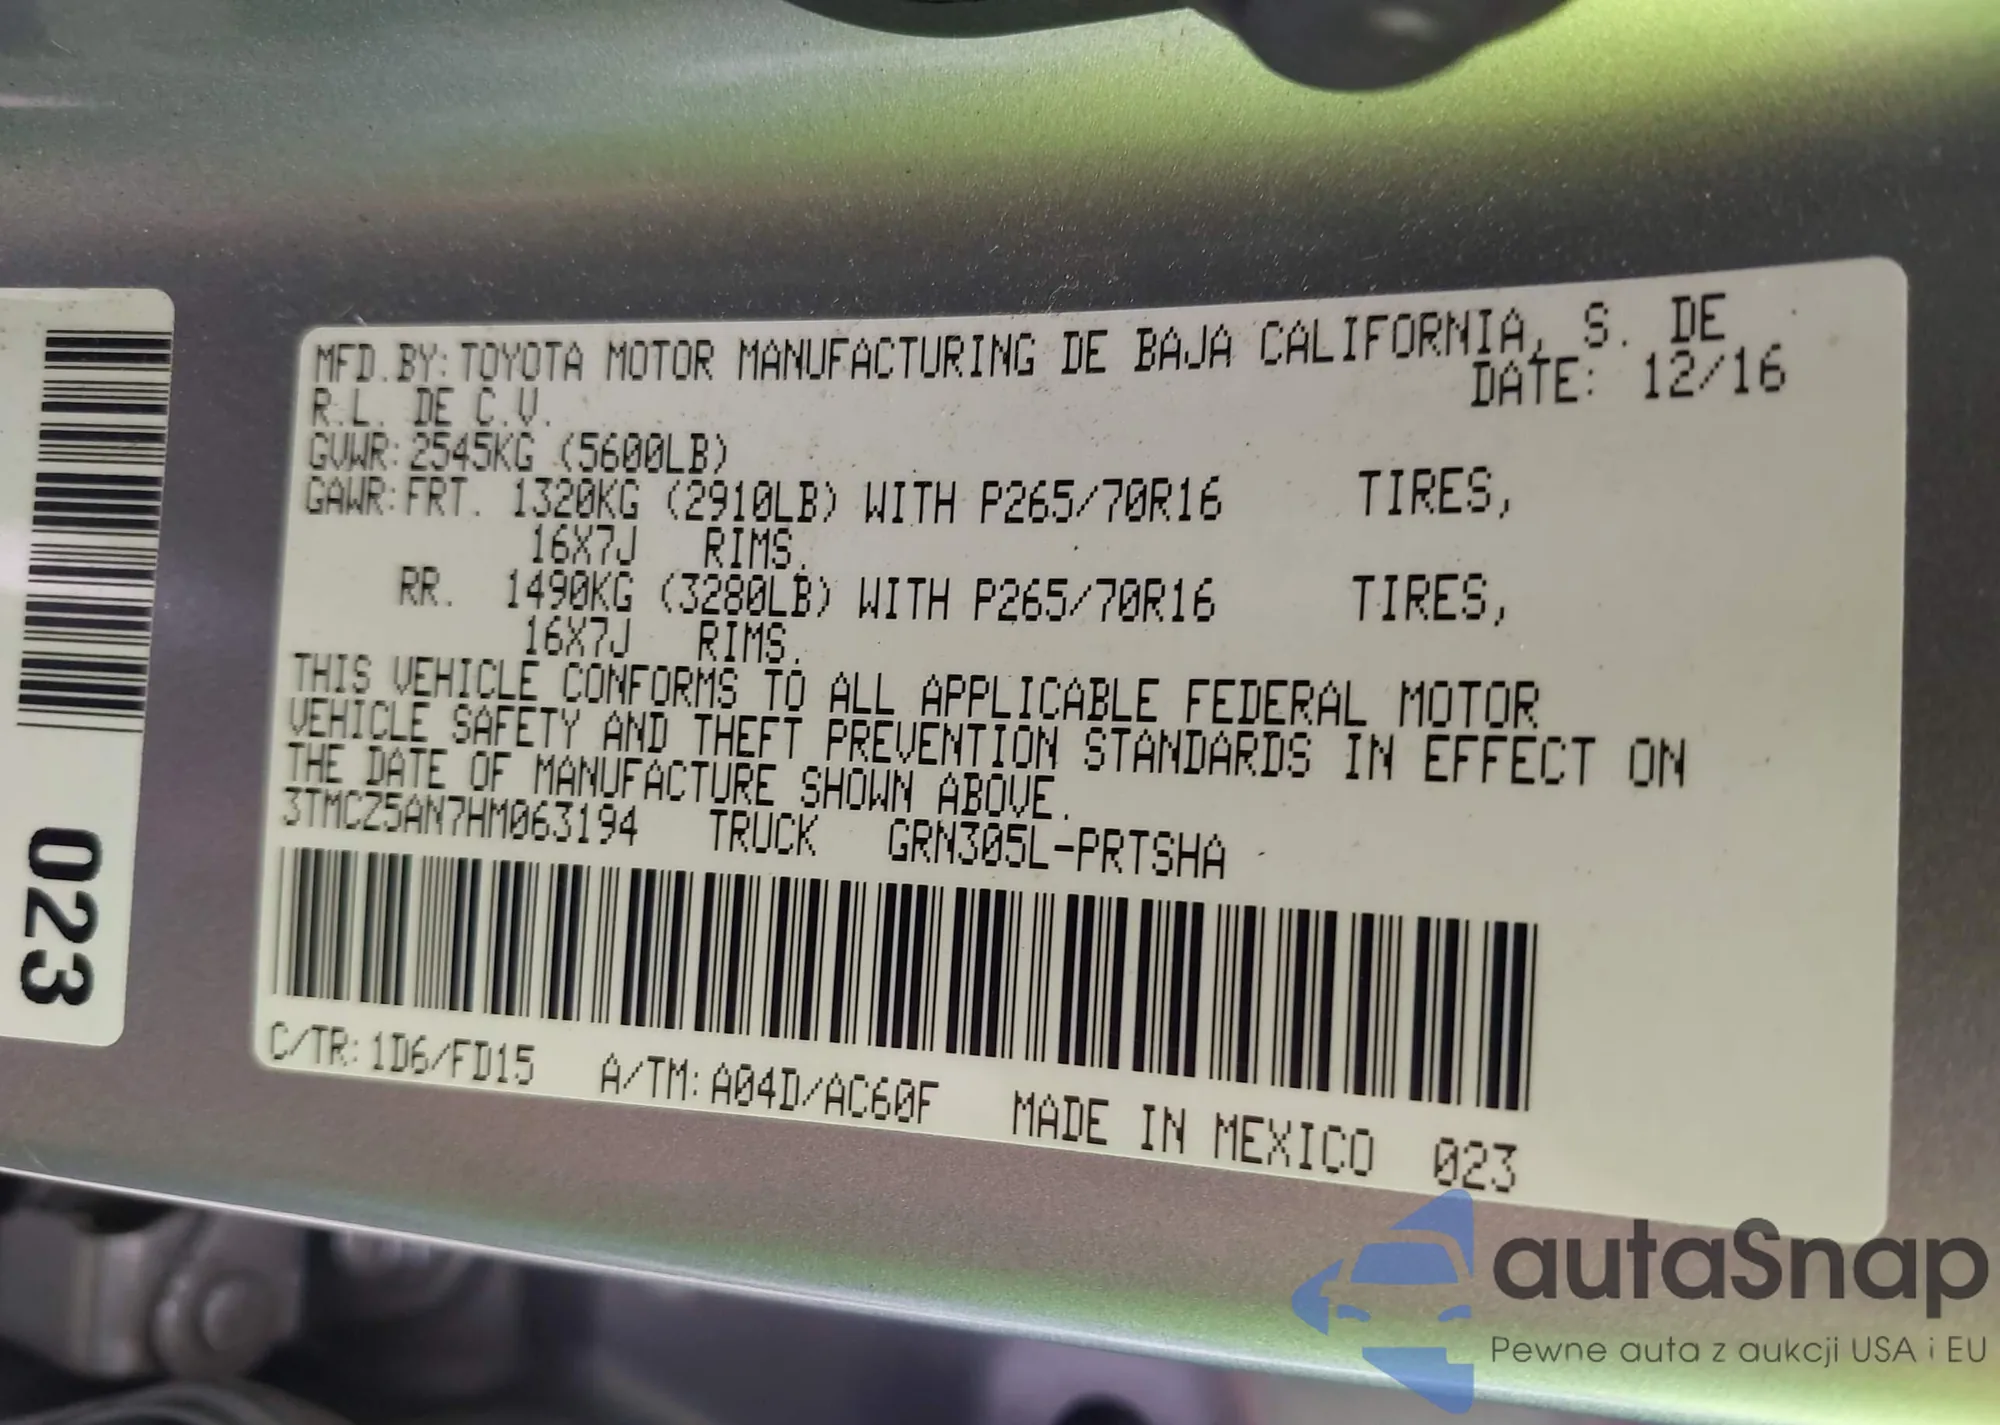 MFD.BY:TOYOTA MOTOR MANUFACTURING DE BAJA CALIFORNIA, S. DE
R.L. DE C.V. DATE: 12/16
GVWR:2545KG (5600LB)
GAWR:FRT. 1320KG (2910LB) WITH P265/70R16 TIRES,
16X7J RIMS.
RR. 1490KG (3280LB) WITH P265/70R16 TIRES,
16X7J RIMS.
THIS VEHICLE CONFORMS TO ALL APPLICABLE FEDERAL MOTOR
VEHICLE SAFETY AND THEFT PREVENTION STANDARDS IN EFFECT ON
THE DATE OF MANUFACTURE SHOWN ABOVE.
3TMCZ5AN7HM063194 TRUCK GRN305L-PRTSHA
C/TR:1D6/FD15 A/TM:A04D/AC60F MADE IN MEXICO 023
023
autaSnap
Pewne auta z aukcji USA i EU